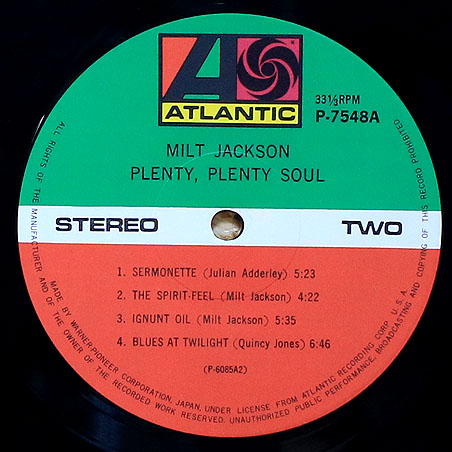 ATLANTIC
33⅓RPM
P-7548A
MILT JACKSON
PLENTY, PLENTY SOUL
STEREO
TWO
1. SERMONETTE (Julian Adderley) 5:23
2. THE SPIRIT-FEEL (Milt Jackson) 4:22
3. IGNUNT OIL (Milt Jackson) 5:35
4. BLUES AT TWILIGHT (Quincy Jones) 6:46
(P-6085A2)
ALL RIGHTS OF THE MANUFACTURER AND OF THE OWNER OF THE RECORDED WORK RESERVED. UNAUTHORIZED PUBLIC PERFORMANCE, BROADCASTING AND COPYING OF THIS RECORD PROHIBITED
MADE BY WARNER-PIONEER CORPORATION, JAPAN, UNDER LICENSE FROM ATLANTIC RECORDING CORP. U.S.A.